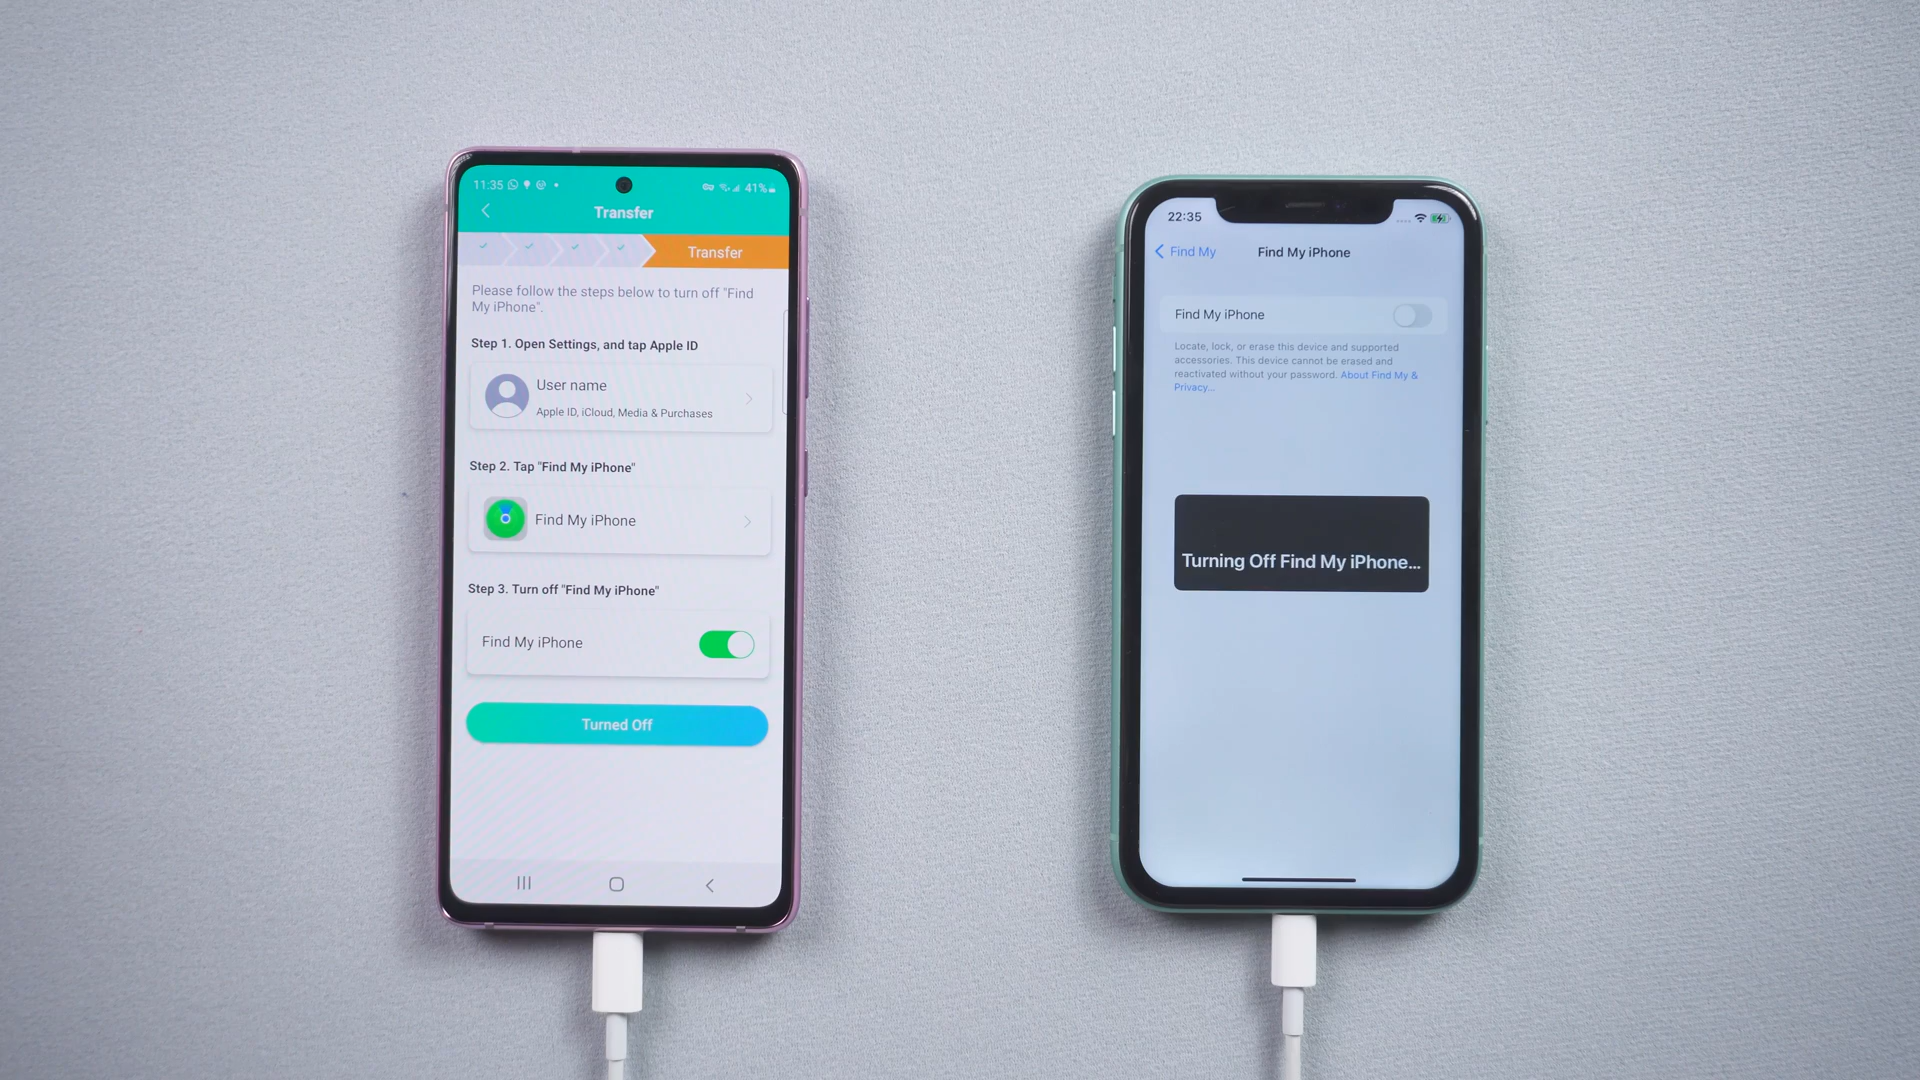 11:35
41%
Transfer
Transfer
Please follow the steps below to turn off "Find
My iPhone".
Step 1. Open Settings, and tap Apple ID
User name
Apple ID, iCloud, Media & Purchases
Step 2. Tap "Find My iPhone"
Find My iPhone
Step 3. Turn off "Find My iPhone"
Find My iPhone
Turned Off
22:35
Find My
Find My iPhone
Find My iPhone
Locate, lock, or erase this device and supported
accessories. This device cannot be erased and
reactivated without your password. About Find My &
Privacy...
Turning Off Find My iPhone...